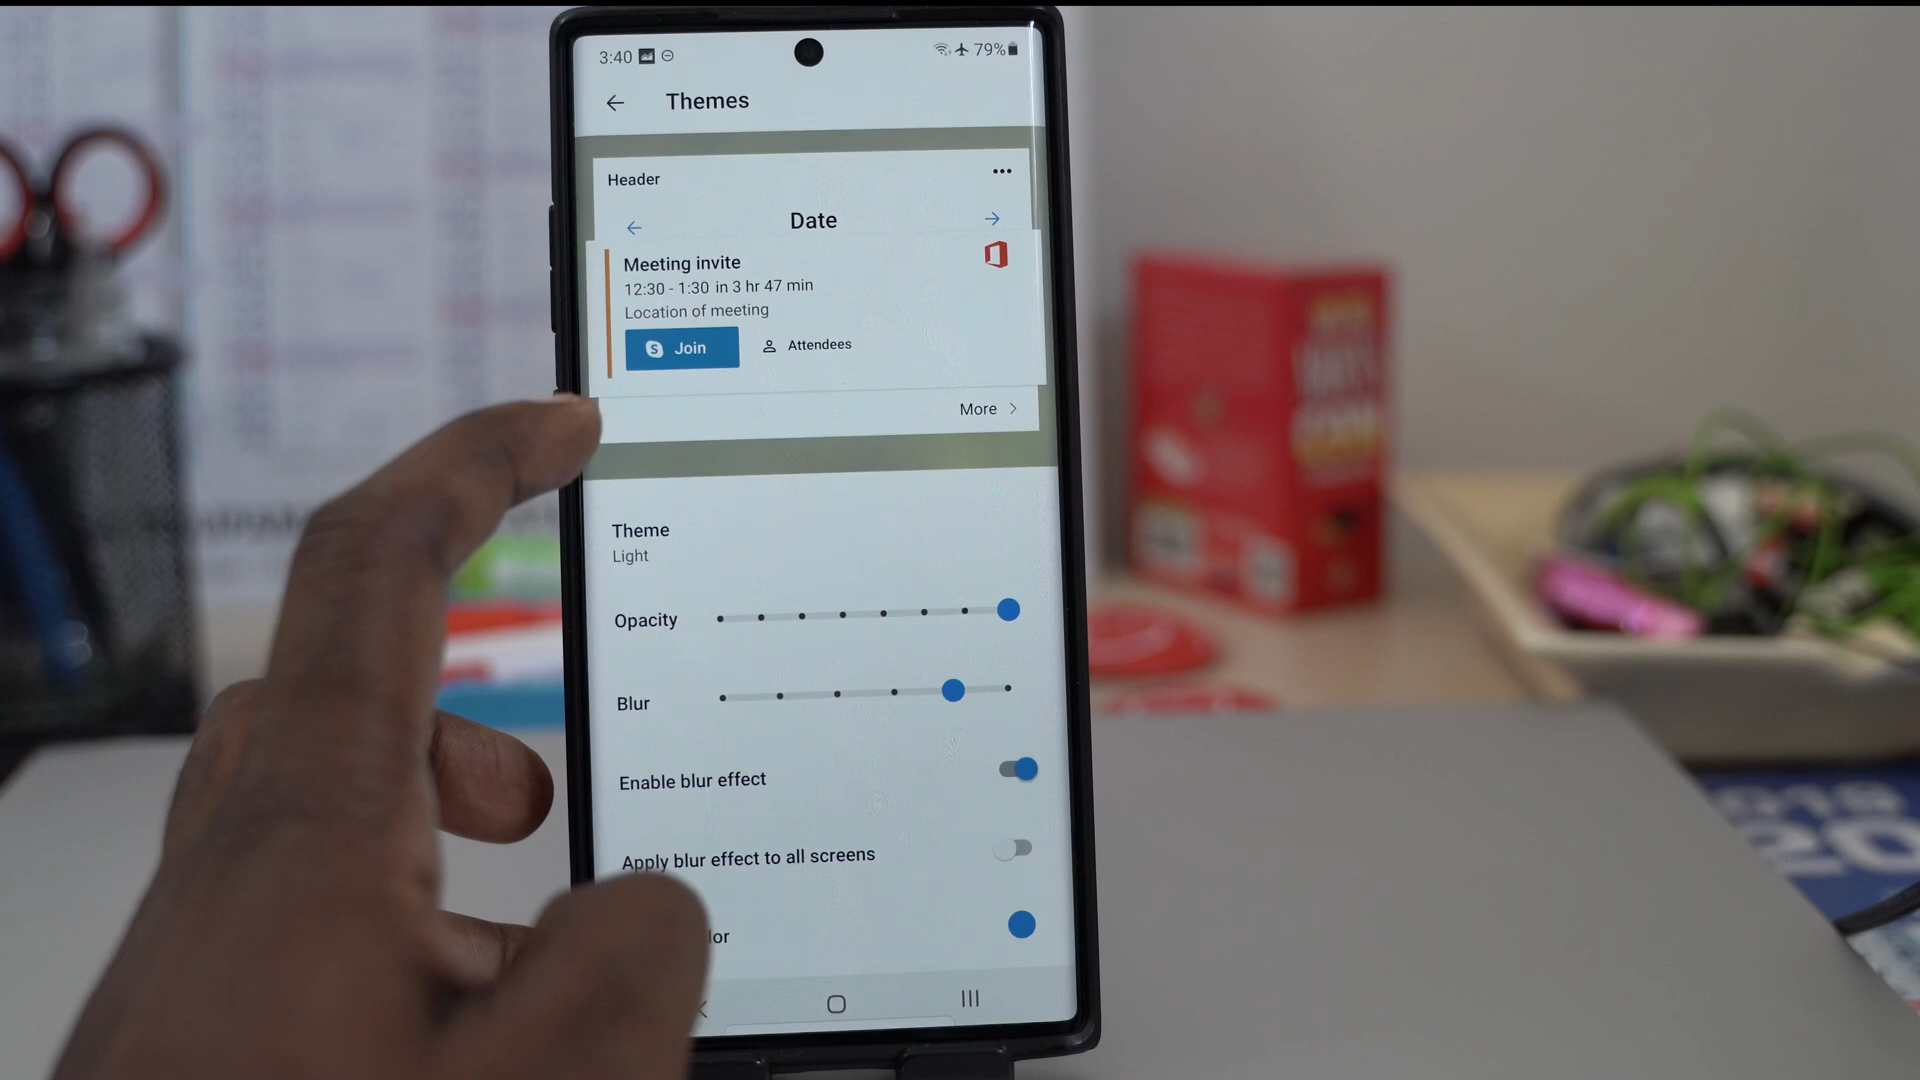 3:40
79%
Themes
Header
Date
Meeting invite
12:30 - 1:30 in 3 hr 47 min
Location of meeting
Join
Attendees
More
Theme
Light
Opacity
Blur
Enable blur effect
Apply blur effect to all screens
lor